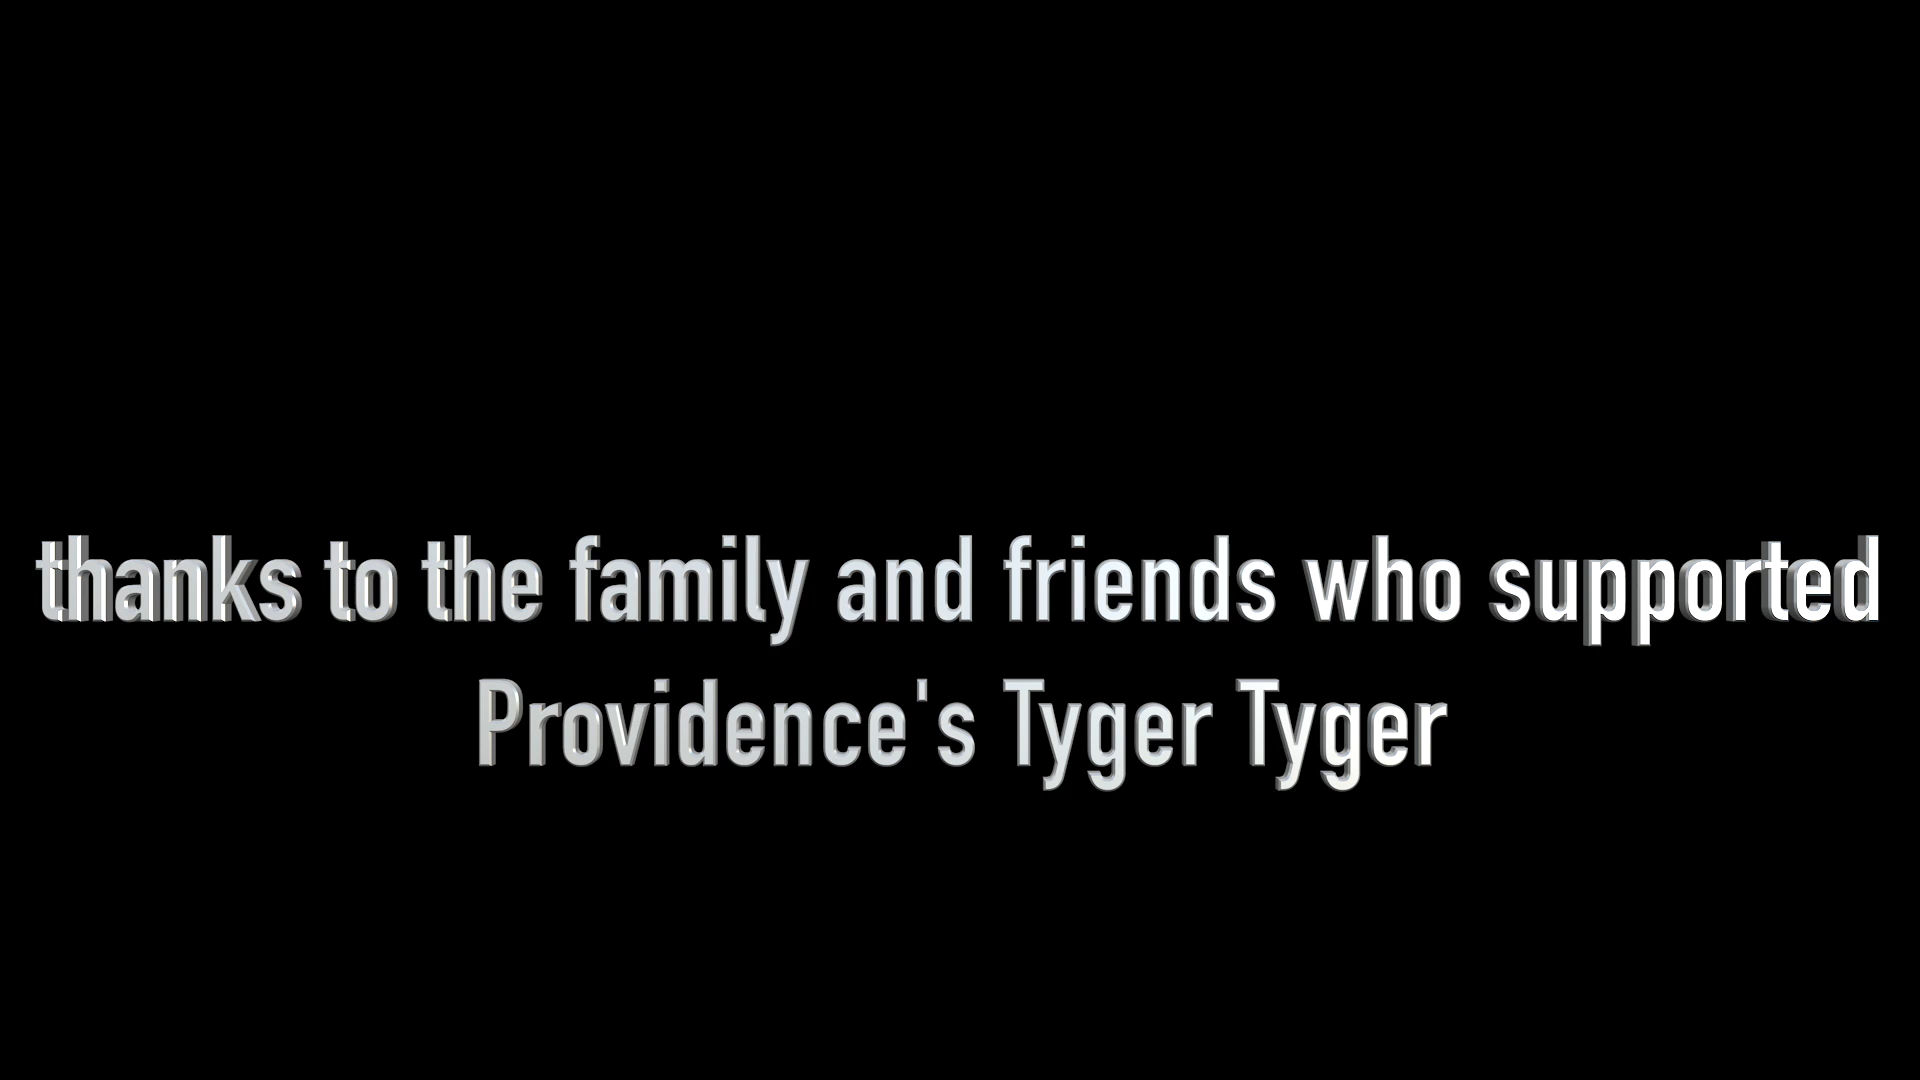 thanks to the family and friends who supported
Providence's Tyger Tyger